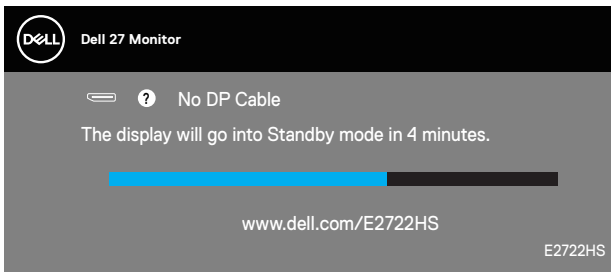 DELL
Dell 27 Monitor
? No DP Cable
The display will go into Standby mode in 4 minutes.
www.dell.com/E2722HS
E2722HS